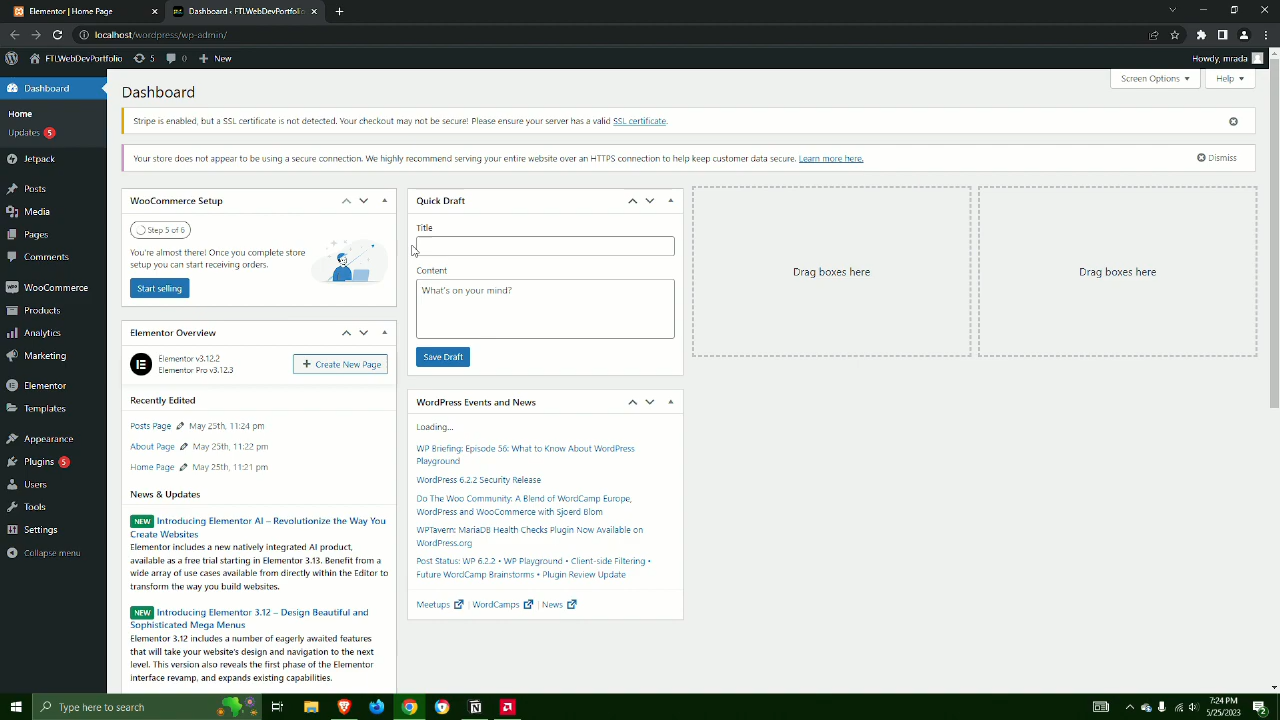 Elementor | Home Page
Dashboard ‹ FTLWebDevPortfoli
localhost/wordpress/wp-admin/
FTLWebDevPortfolio
5
0
New
Howdy, mrada
Dashboard
Home
Updates 5
Jetpack
Posts
Media
Pages
Comments
WooCommerce
Products
Analytics
Marketing
Elementor
Templates
Appearance
Plugins 5
Users
Tools
Settings
Collapse menu
Screen Options
Help
Dashboard
Stripe is enabled, but a SSL certificate is not detected. Your checkout may not be secure! Please ensure your server has a valid SSL certificate.
Your store does not appear to be using a secure connection. We highly recommend serving your entire website over an HTTPS connection to help keep customer data secure. Learn more here.
Dismiss
WooCommerce Setup
Step 5 of 6
You're almost there! Once you complete store
setup you can start receiving orders.
Start selling
Elementor Overview
Elementor v3.12.2
Elementor Pro v3.12.3
Create New Page
Recently Edited
Posts Page May 25th, 11:24 pm
About Page May 25th, 11:22 pm
Home Page May 25th, 11:21 pm
News & Updates
NEW Introducing Elementor AI – Revolutionize the Way You
Create Websites
Elementor includes a new natively integrated AI product,
available as a free trial starting in Elementor 3.13. Benefit from a
wide array of use cases available from directly within the Editor to
transform the way you build websites.
NEW Introducing Elementor 3.12 – Design Beautiful and
Sophisticated Mega Menus
Elementor 3.12 includes a number of eagerly awaited features
that will take your website's design and navigation to the next
level. This version also reveals the first phase of the Elementor
interface revamp, and expands existing capabilities.
Quick Draft
Title
Content
What's on your mind?
Save Draft
WordPress Events and News
Loading...
WP Briefing: Episode 56: What to Know About WordPress
Playground
WordPress 6.2.2 Security Release
Do The Woo Community: A Blend of WordCamp Europe,
WordPress and WooCommerce with Sjoerd Blom
WPTavern: MariaDB Health Checks Plugin Now Available on
WordPress.org
Post Status: WP 6.2.2 • WP Playground • Client-side Filtering •
Future WordCamp Brainstorms • Plugin Review Update
Meetups | WordCamps | News
Drag boxes here
Drag boxes here
Type here to search
7:24 PM
5/25/2023
2